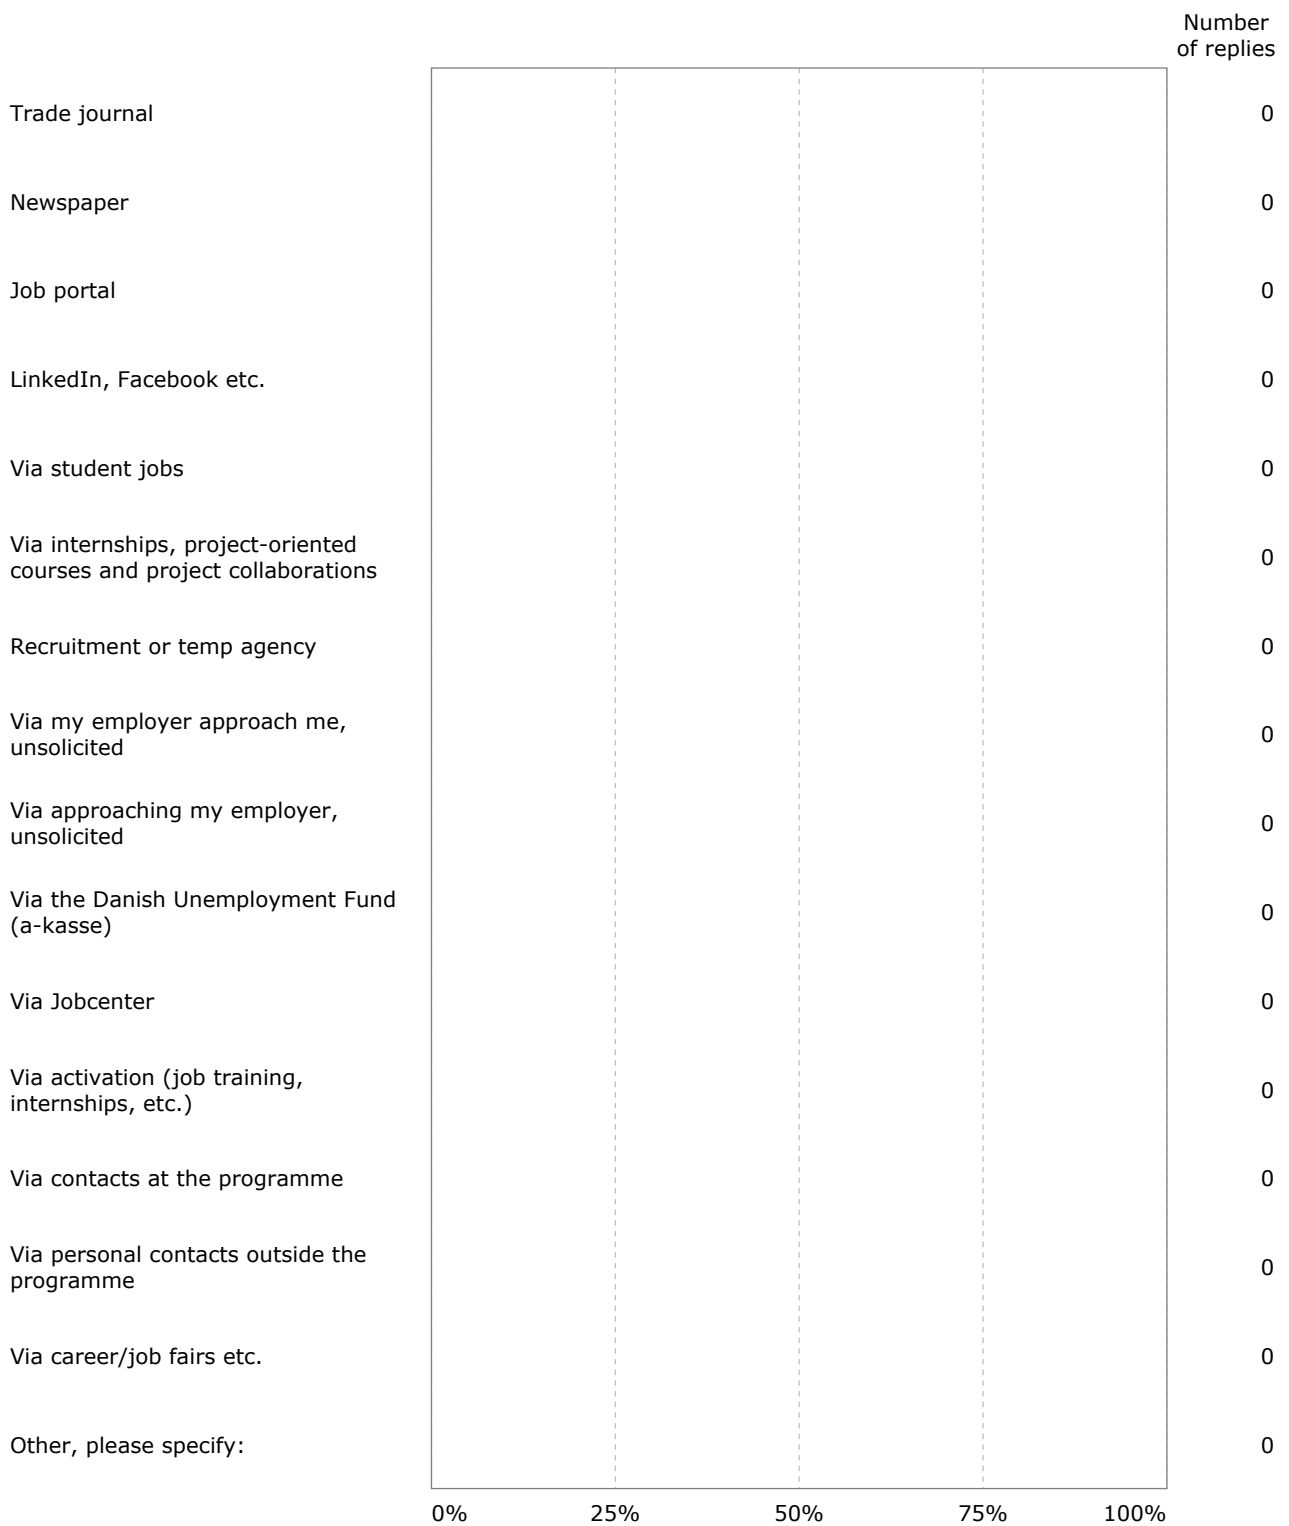 Number
of replies
Trade journal 0
Newspaper 0
Job portal 0
LinkedIn, Facebook etc. 0
Via student jobs 0
Via internships, project-oriented
courses and project collaborations 0
Recruitment or temp agency 0
Via my employer approach me,
unsolicited 0
Via approaching my employer,
unsolicited 0
Via the Danish Unemployment Fund
(a-kasse) 0
Via Jobcenter 0
Via activation (job training,
internships, etc.) 0
Via contacts at the programme 0
Via personal contacts outside the
programme 0
Via career/job fairs etc. 0
Other, please specify: 0
0% 25% 50% 75% 100%